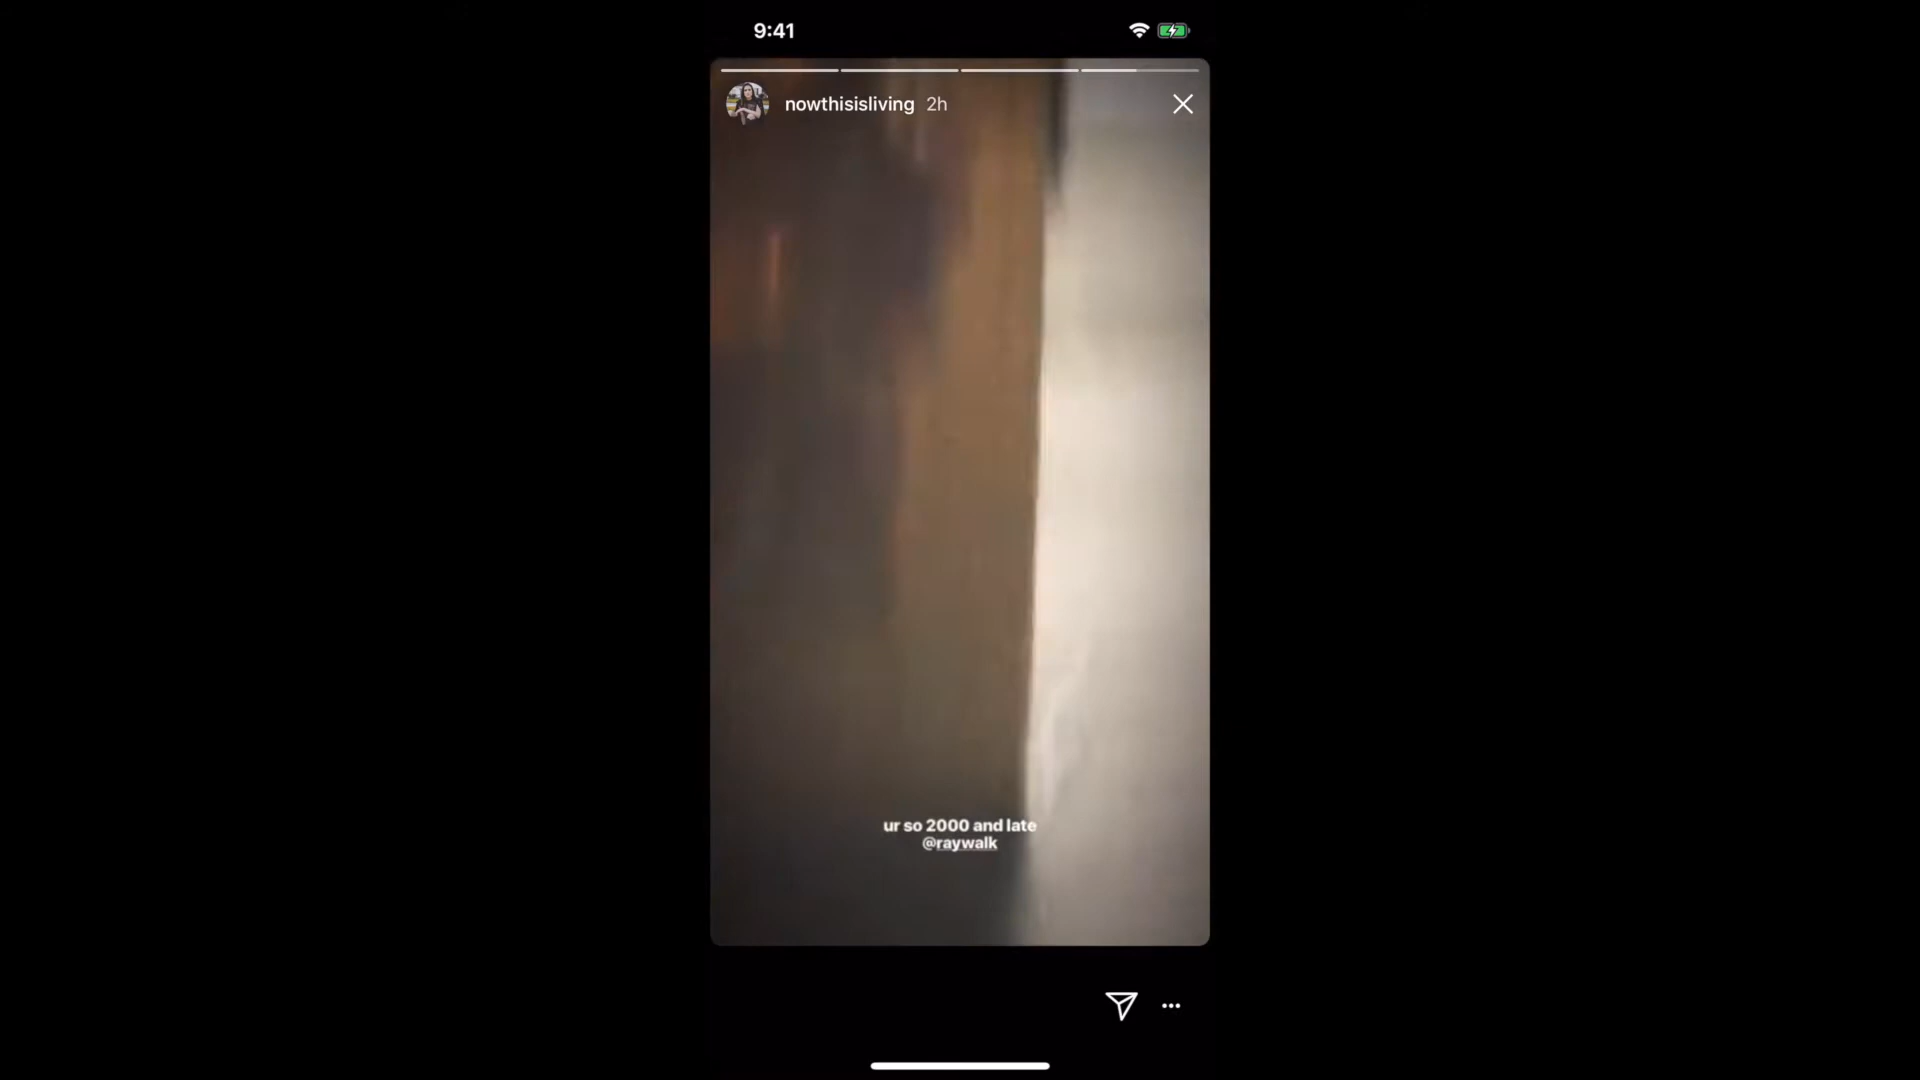 9:41
nowthisisliving 2h
ur so 2000 and late
@raywalk